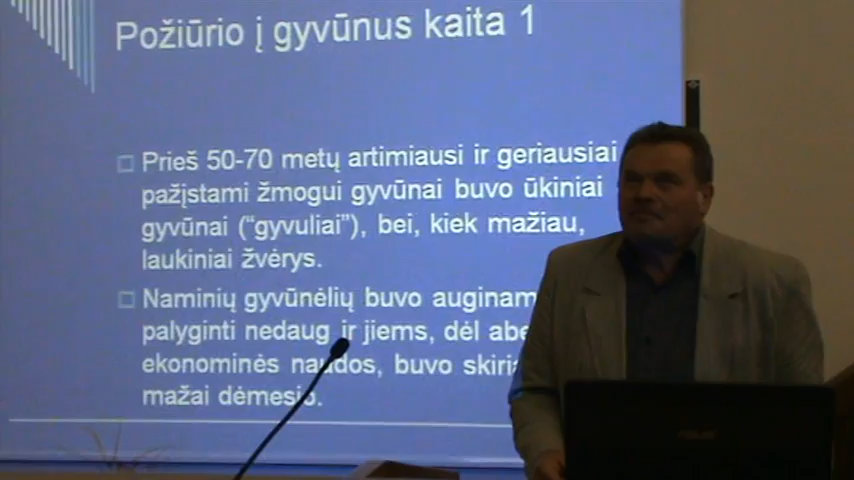 Požiūrio į gyvūnus kaita 1
Prieš 50-70 metų artimiausi ir geriausiai
pažįstami žmogui gyvūnai buvo ūkiniai
gyvūnai (“gyvuliai”), bei, kiek mažiau,
laukiniai žvėrys.
Naminių gyvūnėlių buvo auginam
palyginti nedaug ir jiems, dėl abe
ekonominės naudos, buvo skiria
mažai dėmesio.